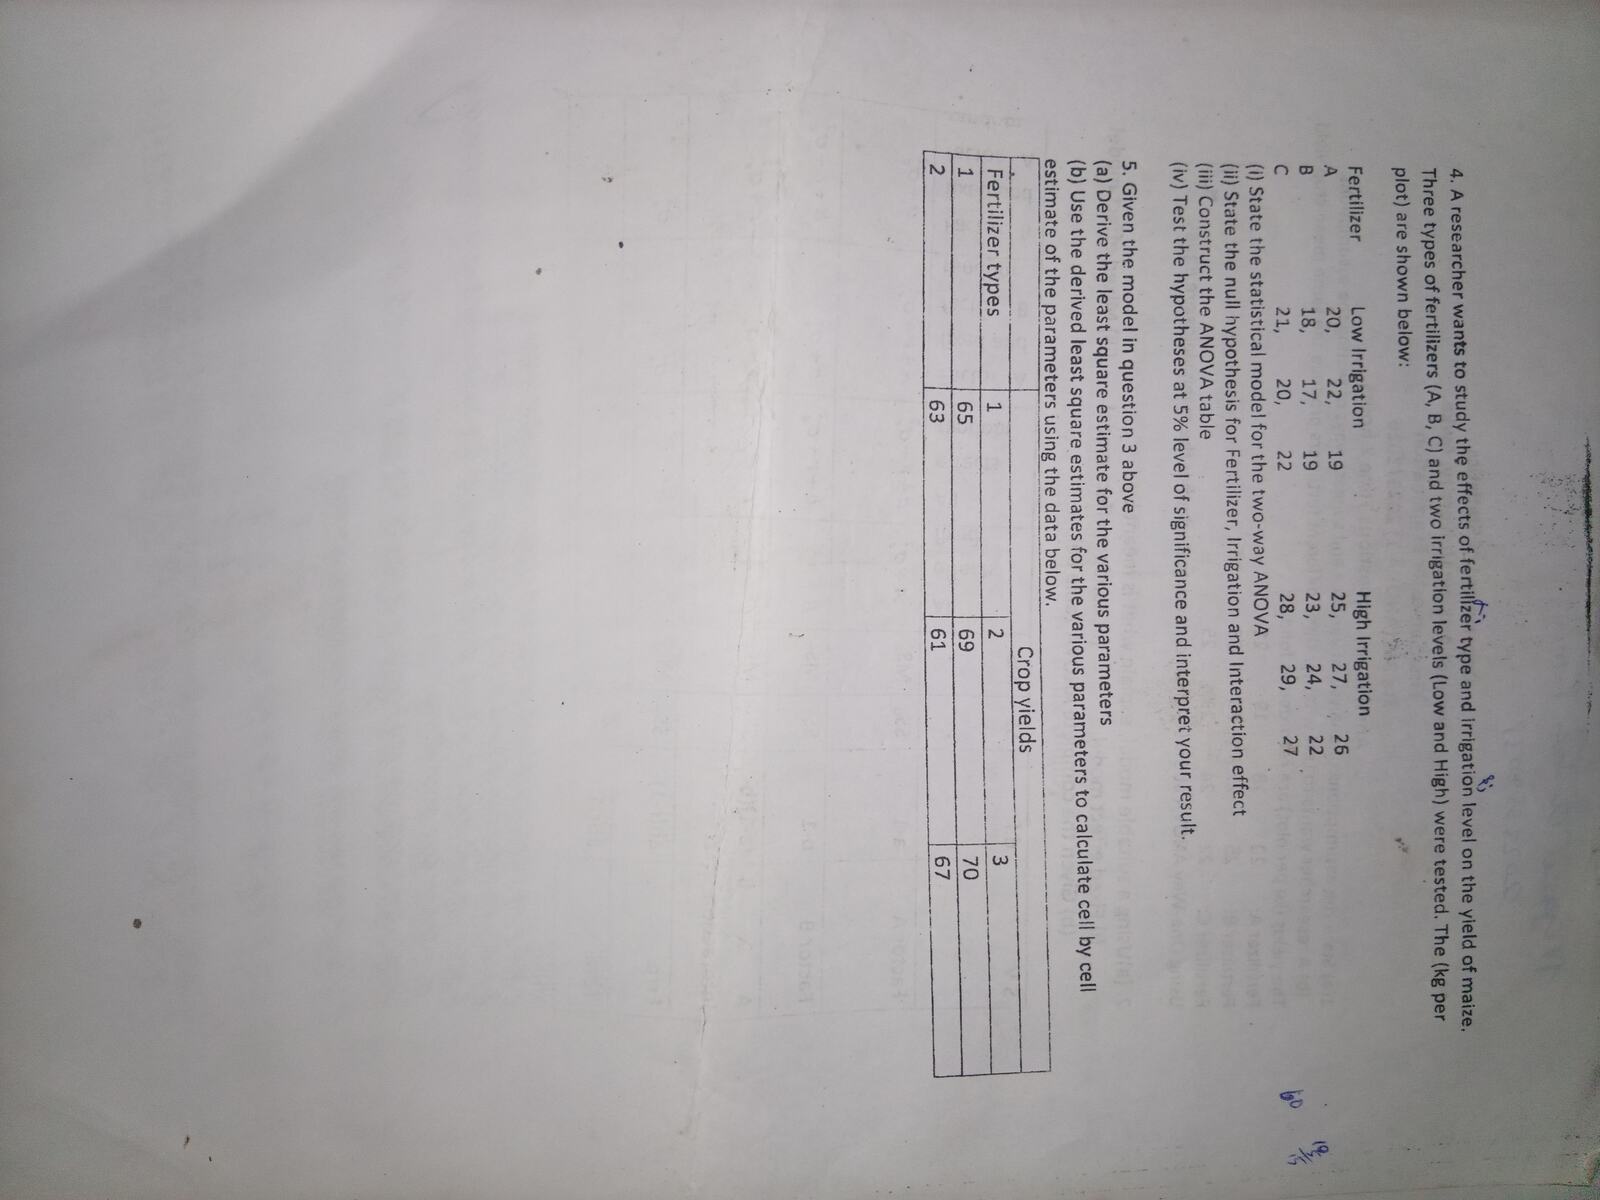 4. A researcher wants to study the effects of fertilizer type and irrigation level on the yield of maize.
Three types of fertilizers (A, B, C) and two irrigation levels (Low and High) were tested. The (kg per
plot) are shown below:
Fertilizer Low Irrigation High Irrigation
A 20, 22, 19 25, 27, 26
B 18, 17, 19 23, 24, 22
C 21, 20, 22 28, 29, 27
(i) State the statistical model for the two-way ANOVA
(ii) State the null hypothesis for Fertilizer, Irrigation and Interaction effect
(iii) Construct the ANOVA table
(iv) Test the hypotheses at 5% level of significance and interpret your result.
5. Given the model in question 3 above
(a) Derive the least square estimate for the various parameters
(b) Use the derived least square estimates for the various parameters to calculate cell by cell
estimate of the parameters using the data below.
Crop yields
Fertilizer types 1 2 3
1 65 69 70
2 63 61 67
60